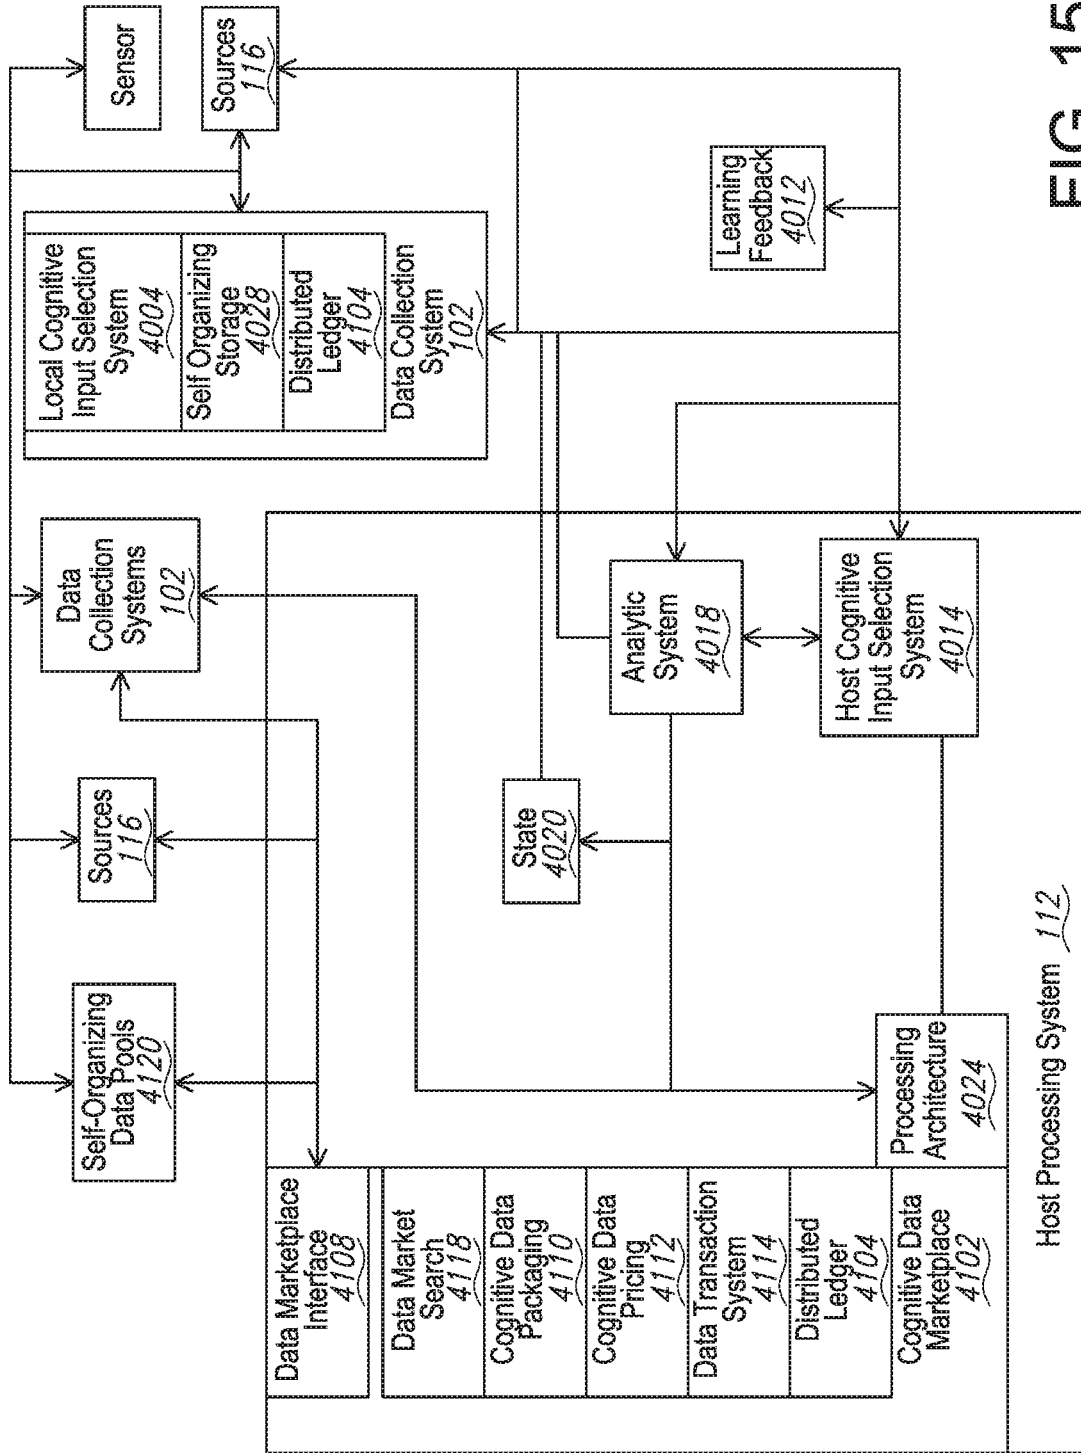 Sensor
Sources
116
Local Cognitive
Input Selection
System
4004
Self Organizing
Storage
4028
Distributed
Ledger
4104
Data Collection
System
102
Learning
Feedback
4012
Data
Collection
Systems
102
Analytic
System
4018
Host Cognitive
Input Selection
System
4014
Sources
116
State
4020
Self-Organizing
Data Pools
4120
Processing
Architecture
4024
Data Marketplace
Interface
4108
Data Market
Search
4118
Cognitive Data
Packaging
4110
Cognitive Data
Pricing
4112
Data Transaction
System
4114
Distributed
Ledger
4104
Cognitive Data
Marketplace
4102
Host Processing System 112
FIG 15